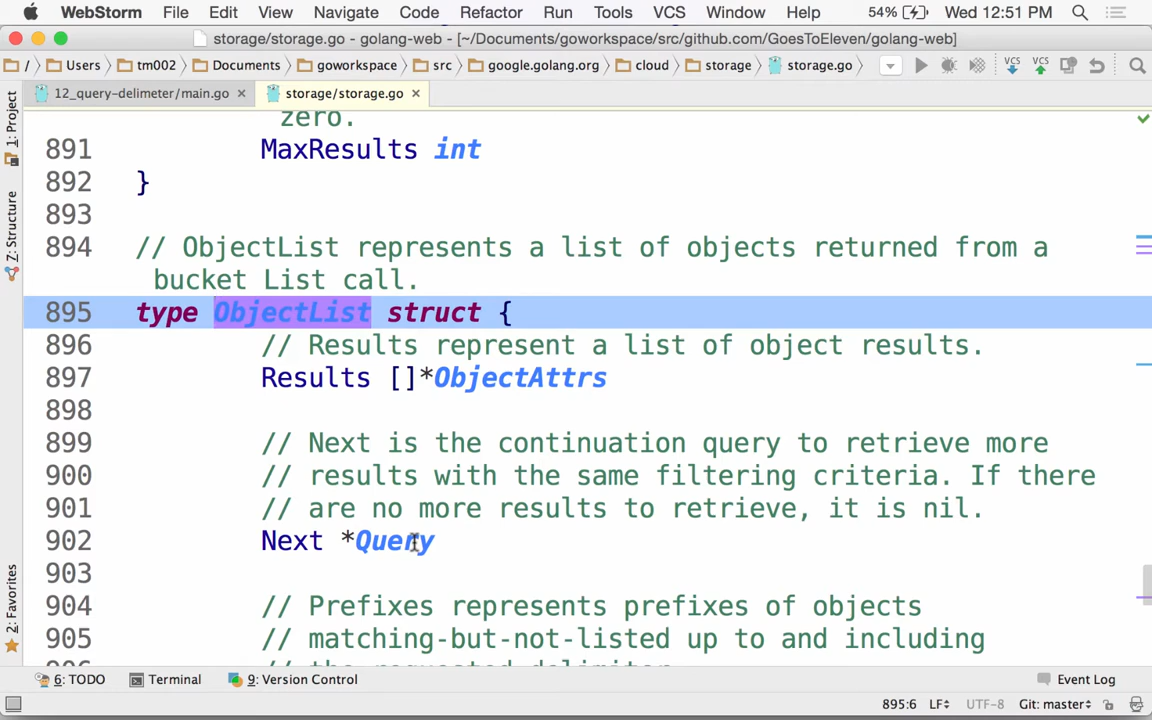 WebStorm File Edit View Navigate Code Refactor Run Tools VCS Window Help 54% Wed 12:51 PM
storage/storage.go - golang-web - [~/Documents/goworkspace/src/github.com/GoesToEleven/golang-web]
/ Users tm002 Documents goworkspace src google.golang.org cloud storage storage.go VCS VCS
12_query-delimeter/main.go storage/storage.go
1: Project
Z: Structure
2: Favorites
zero.
891 MaxResults int
892 }
893
894 // ObjectList represents a list of objects returned from a
bucket List call.
895 type ObjectList struct {
896 // Results represent a list of object results.
897 Results []*ObjectAttrs
898
899 // Next is the continuation query to retrieve more
900 // results with the same filtering criteria. If there
901 // are no more results to retrieve, it is nil.
902 Next *Query
903
904 // Prefixes represents prefixes of objects
905 // matching-but-not-listed up to and including
906 // the requested delimiter
6: TODO Terminal 9: Version Control Event Log
895:6 LF UTF-8 Git: master